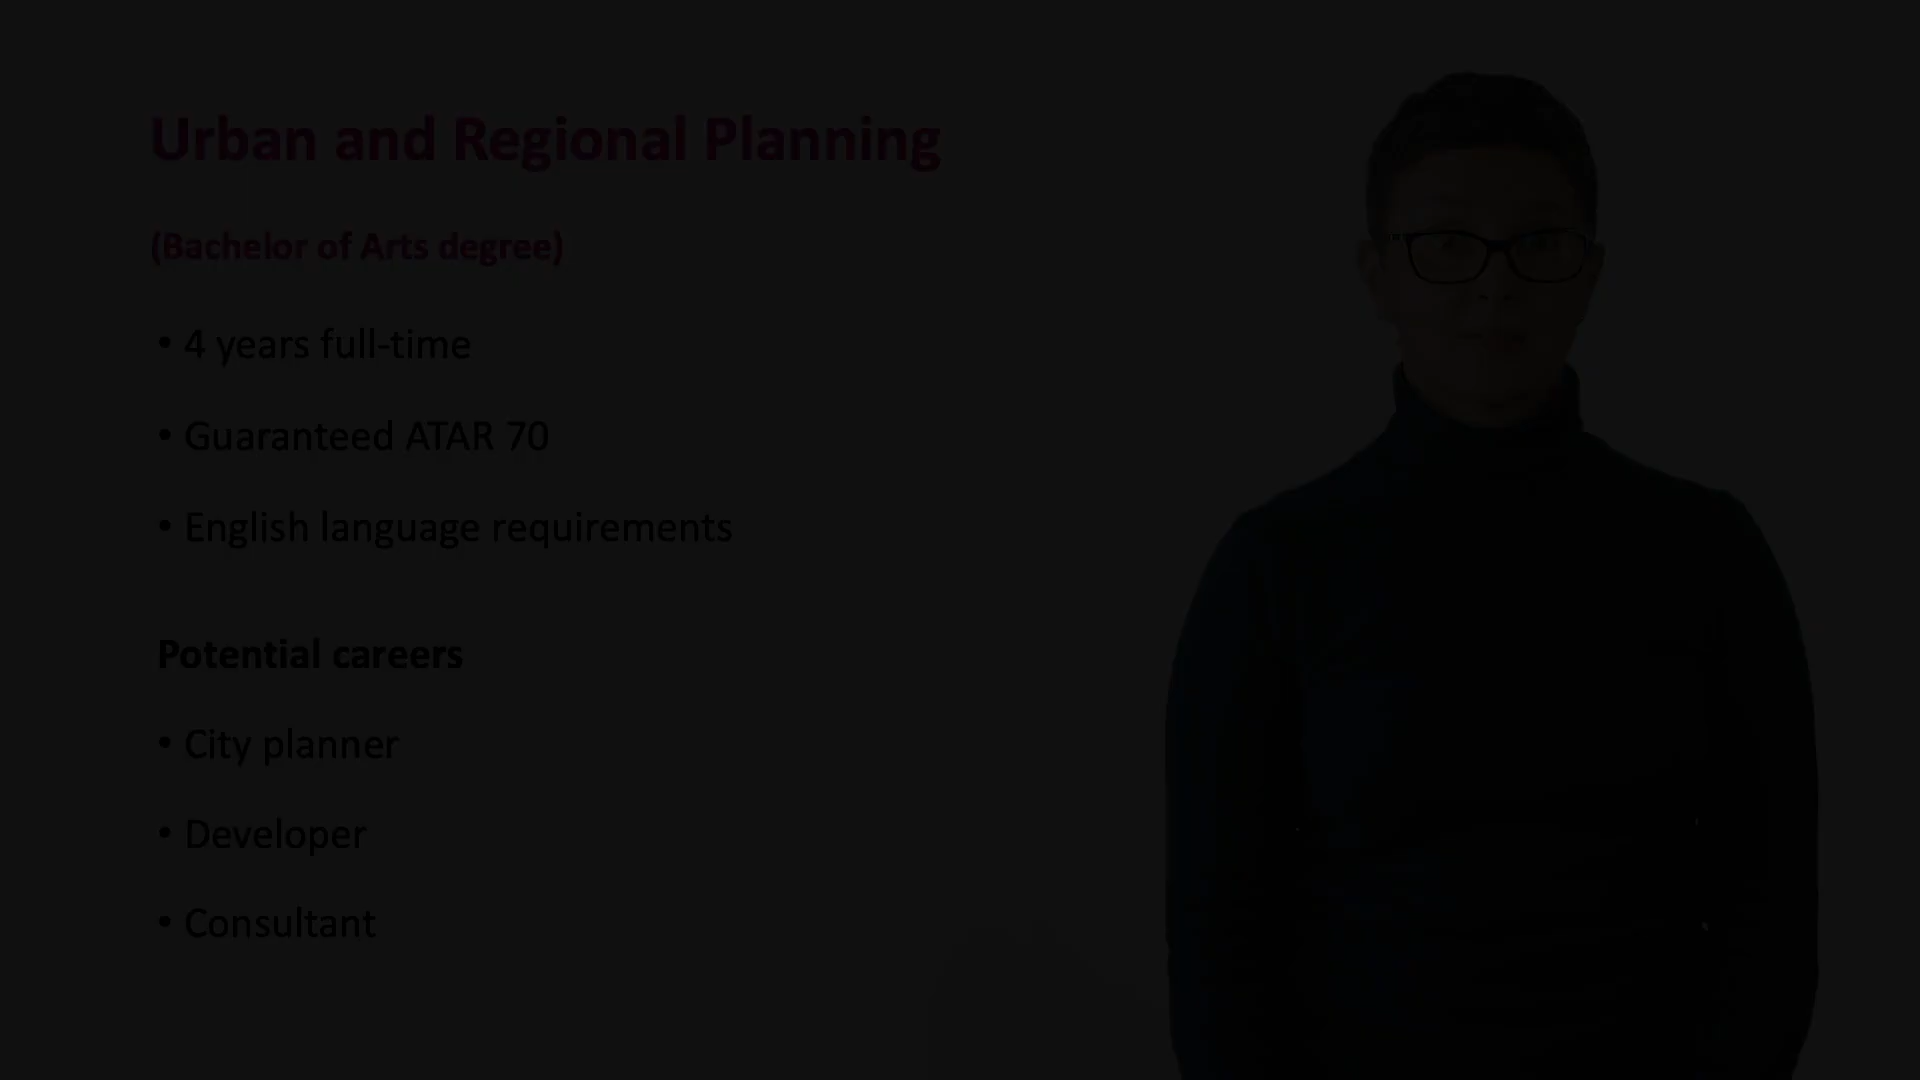 Urban and Regional Planning
(Bachelor of Arts degree)
• 4 years full-time
• Guaranteed ATAR 70
• English language requirements
Potential careers
• City planner
• Developer
• Consultant